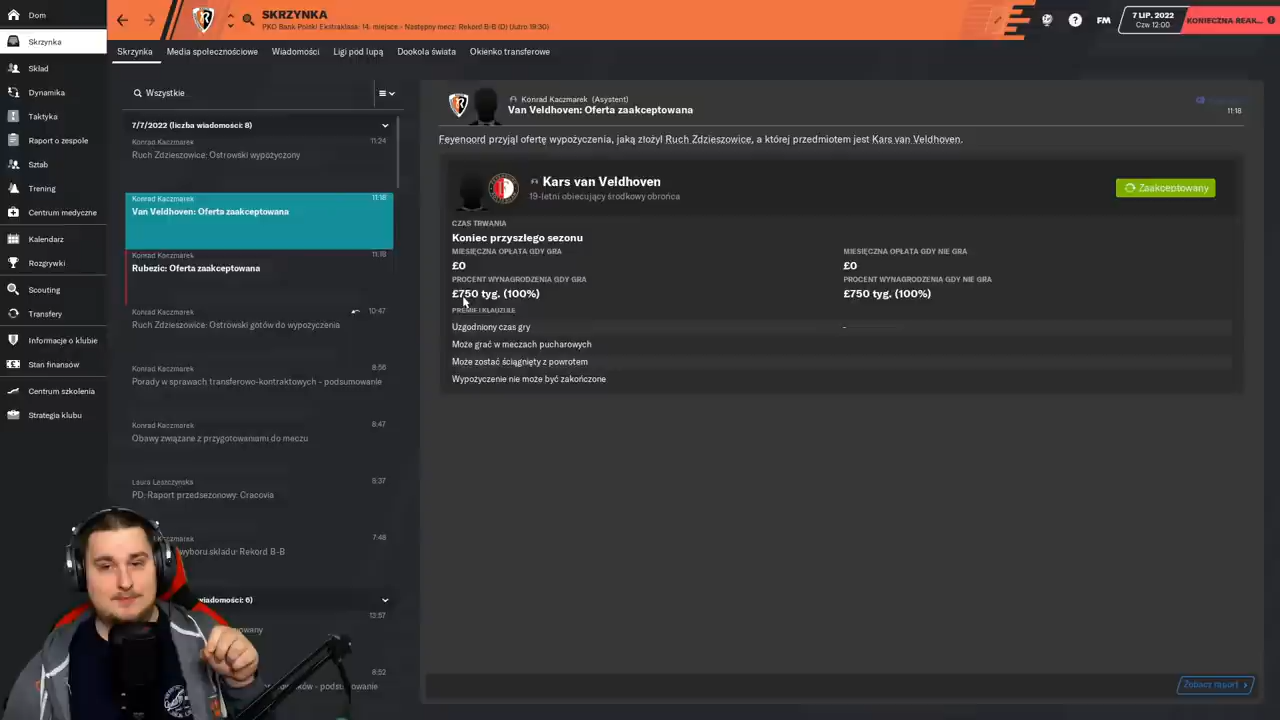 Dom
Skrzynka
Skład
Dynamika
Taktyka
Raport o zespole
Sztab
Trening
Centrum medyczne
Kalendarz
Rozgrywki
Scouting
Transfery
Informacje o klubie
Stan finansów
Centrum szkolenia
Strategia klubu
SKRZYNKA
PKO Bank Polski Ekstraklasa: 14. miejsce - Następny mecz: Rekord B-B (D) (Jutro 19:30)
FM
7 LIP. 2022
Czw 12:00
KONIECZNA REAK...
Skrzynka
Media społecznościowe
Wiadomości
Ligi pod lupą
Dookoła świata
Okienko transferowe
Wszystkie
7/7/2022 (liczba wiadomości: 8)
Konrad Kaczmarek 11:24
Ruch Zdzieszowice: Ostrowski wypożyczony
Konrad Kaczmarek 11:18
Van Veldhoven: Oferta zaakceptowana
Konrad Kaczmarek 11:18
Rubezic: Oferta zaakceptowana
Konrad Kaczmarek 10:47
Ruch Zdzieszowice: Ostrowski gotów do wypożyczenia
Konrad Kaczmarek 8:56
Porady w sprawach transferowo-kontraktowych - podsumowanie
Konrad Kaczmarek 8:47
Obawy związane z przygotowaniami do meczu
Laura Leszczyńska 8:37
PD: Raport przedsezonowy: Cracovia
7:48
wyboru składu: Rekord B-B
wiadomości: 6)
13:57
8:52
Konrad Kaczmarek (Asystent)
Van Veldhoven: Oferta zaakceptowana
11:18
Feyenoord przyjął ofertę wypożyczenia, jaką złożył Ruch Zdzieszowice, a której przedmiotem jest Kars van Veldhoven.
Kars van Veldhoven
19-letni obiecujący środkowy obrońca
Zaakceptowany
CZAS TRWANIA
Koniec przyszłego sezonu
MIESIĘCZNA OPŁATA GDY GRA
MIESIĘCZNA OPŁATA GDY NIE GRA
£0
£0
PROCENT WYNAGRODZENIA GDY GRA
PROCENT WYNAGRODZENIA GDY NIE GRA
£750 tyg. (100%)
£750 tyg. (100%)
PREMIE I KLAUZULE
Uzgodniony czas gry -
Może grać w meczach pucharowych
Może zostać ściągnięty z powrotem
Wypożyczenie nie może być zakończone
Zobacz raport